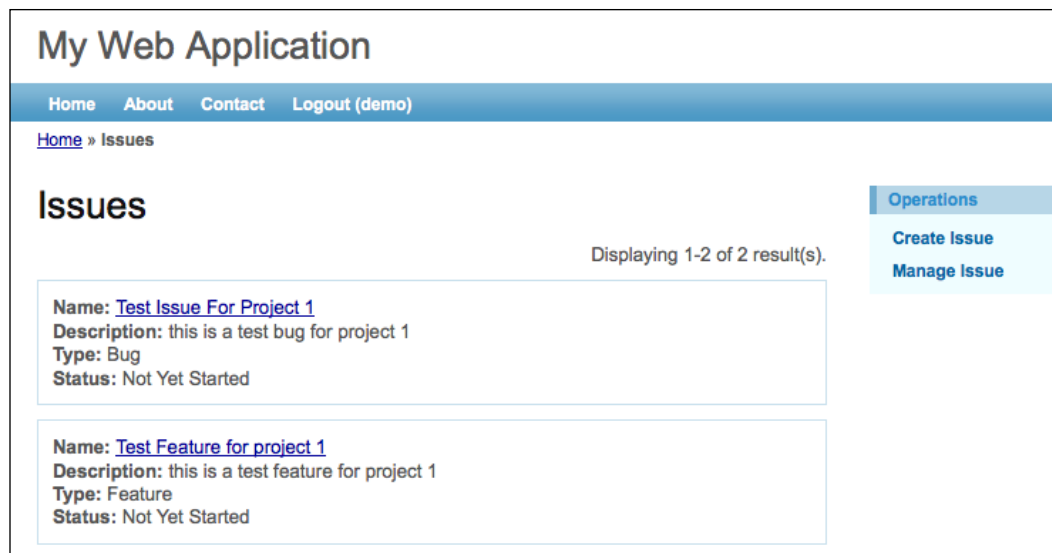 My Web Application
Home About Contact Logout (demo)
Home » Issues
Issues
Displaying 1-2 of 2 result(s).
Name: Test Issue For Project 1
Description: this is a test bug for project 1
Type: Bug
Status: Not Yet Started
Name: Test Feature for project 1
Description: this is a test feature for project 1
Type: Feature
Status: Not Yet Started
Operations
Create Issue
Manage Issue